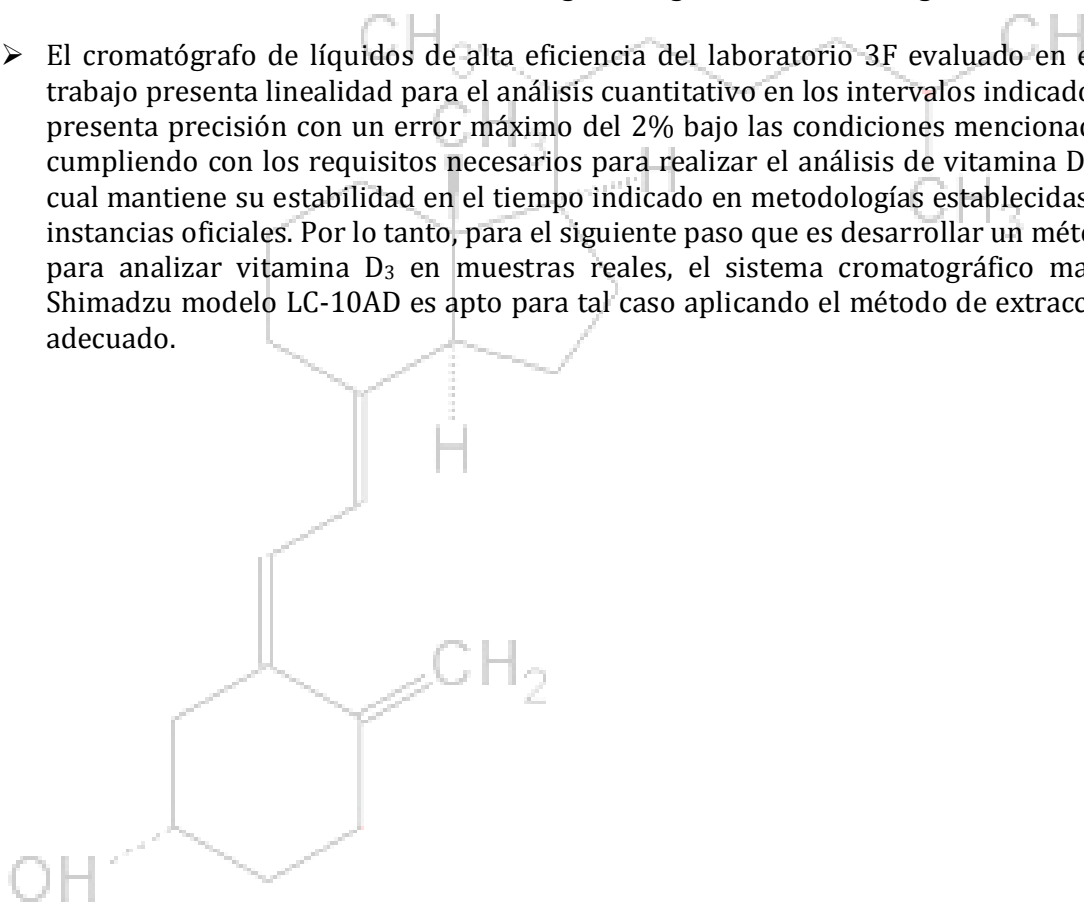 ➢ El cromatógrafo de líquidos de alta eficiencia del laboratorio 3F evaluado en e
trabajo presenta linealidad para el análisis cuantitativo en los intervalos indicado
presenta precisión con un error máximo del 2% bajo las condiciones mencionad
cumpliendo con los requisitos necesarios para realizar el análisis de vitamina D
cual mantiene su estabilidad en el tiempo indicado en metodologías establecidas
instancias oficiales. Por lo tanto, para el siguiente paso que es desarrollar un méto
para analizar vitamina D₃ en muestras reales, el sistema cromatográfico ma
Shimadzu modelo LC-10AD es apto para tal caso aplicando el método de extracc
adecuado.
CH₃
CH
CH₃
H
CH₃
H
CH₂
OH